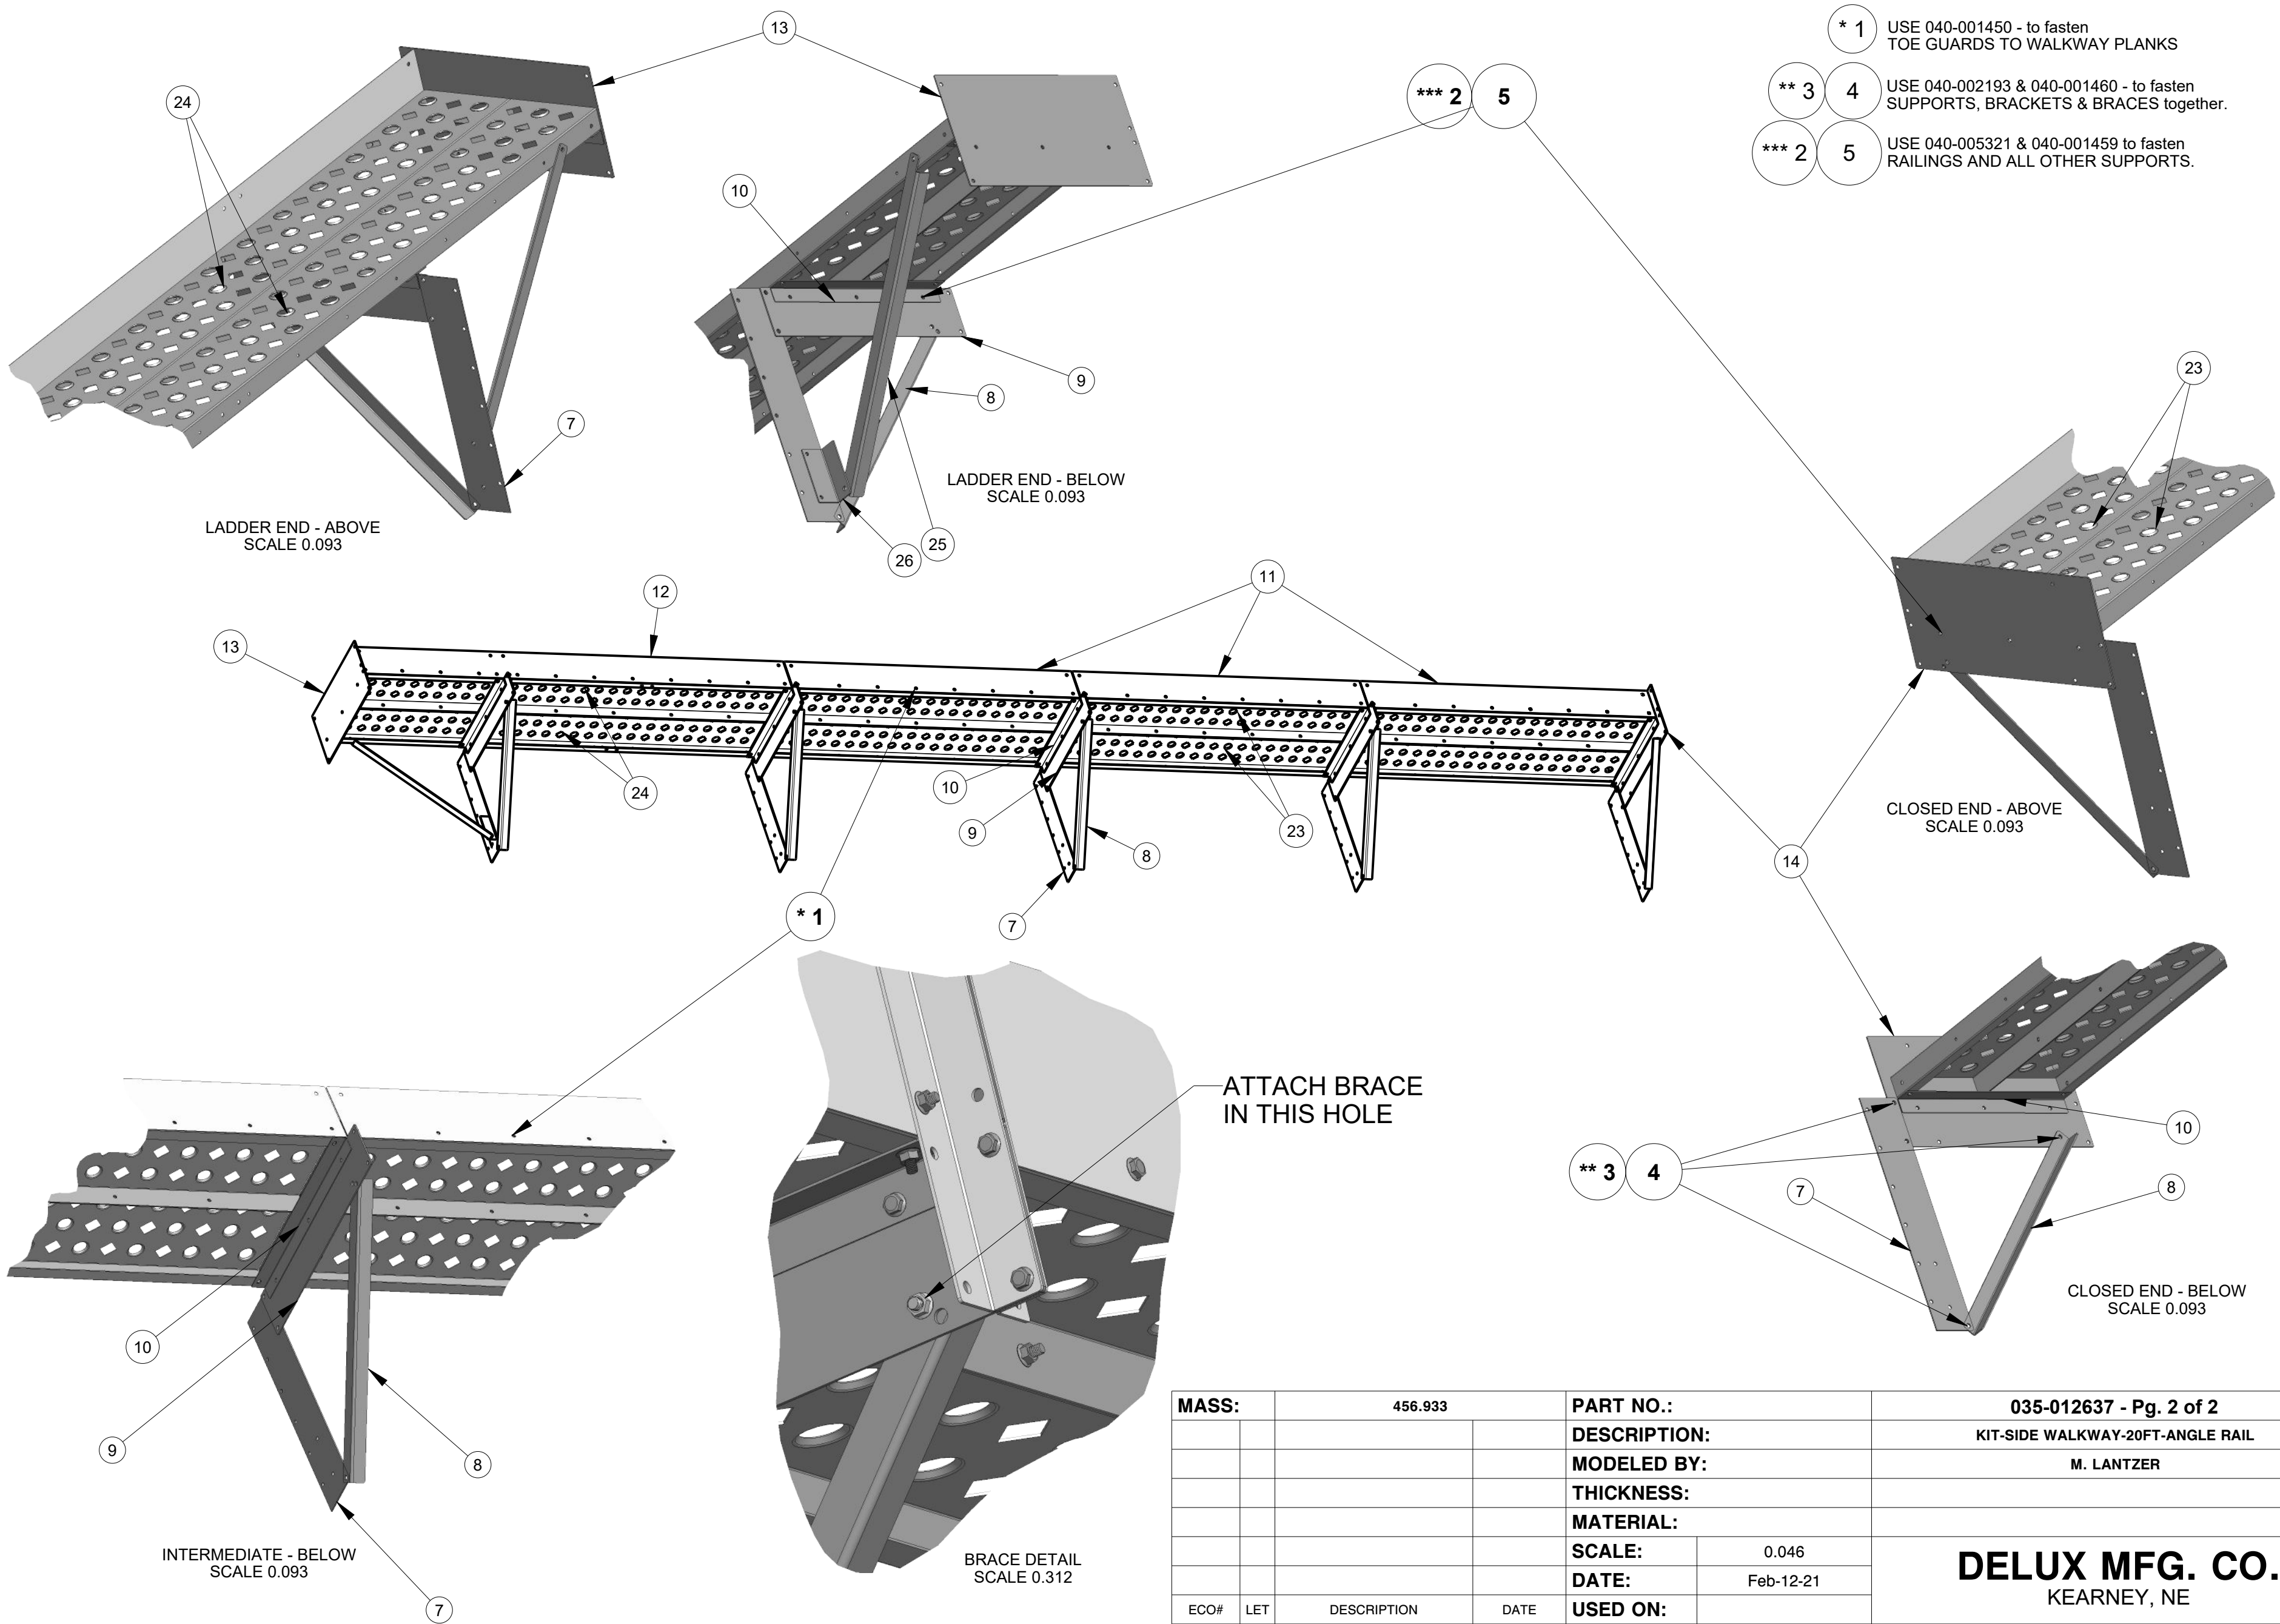 * 1 USE 040-001450 - to fasten
TOE GUARDS TO WALKWAY PLANKS
** 3 4 USE 040-002193 & 040-001460 - to fasten
SUPPORTS, BRACKETS & BRACES together.
*** 2 5 USE 040-005321 & 040-001459 to fasten
RAILINGS AND ALL OTHER SUPPORTS.
13
*** 2 5
24
10
9
8
7
23
LADDER END - ABOVE
SCALE 0.093
LADDER END - BELOW
SCALE 0.093
25
26
12
11
13
24
10
9
23
8
7
* 1
CLOSED END - ABOVE
SCALE 0.093
14
ATTACH BRACE
IN THIS HOLE
10
** 3 4
7
8
CLOSED END - BELOW
SCALE 0.093
10
9
8
7
INTERMEDIATE - BELOW
SCALE 0.093
BRACE DETAIL
SCALE 0.312
MASS: 456.933 PART NO.: 035-012637 - Pg. 2 of 2
DESCRIPTION: KIT-SIDE WALKWAY-20FT-ANGLE RAIL
MODELED BY: M. LANTZER
THICKNESS:
MATERIAL:
SCALE: 0.046
DATE: Feb-12-21
ECO# LET DESCRIPTION DATE USED ON:
DELUX MFG. CO.
KEARNEY, NE